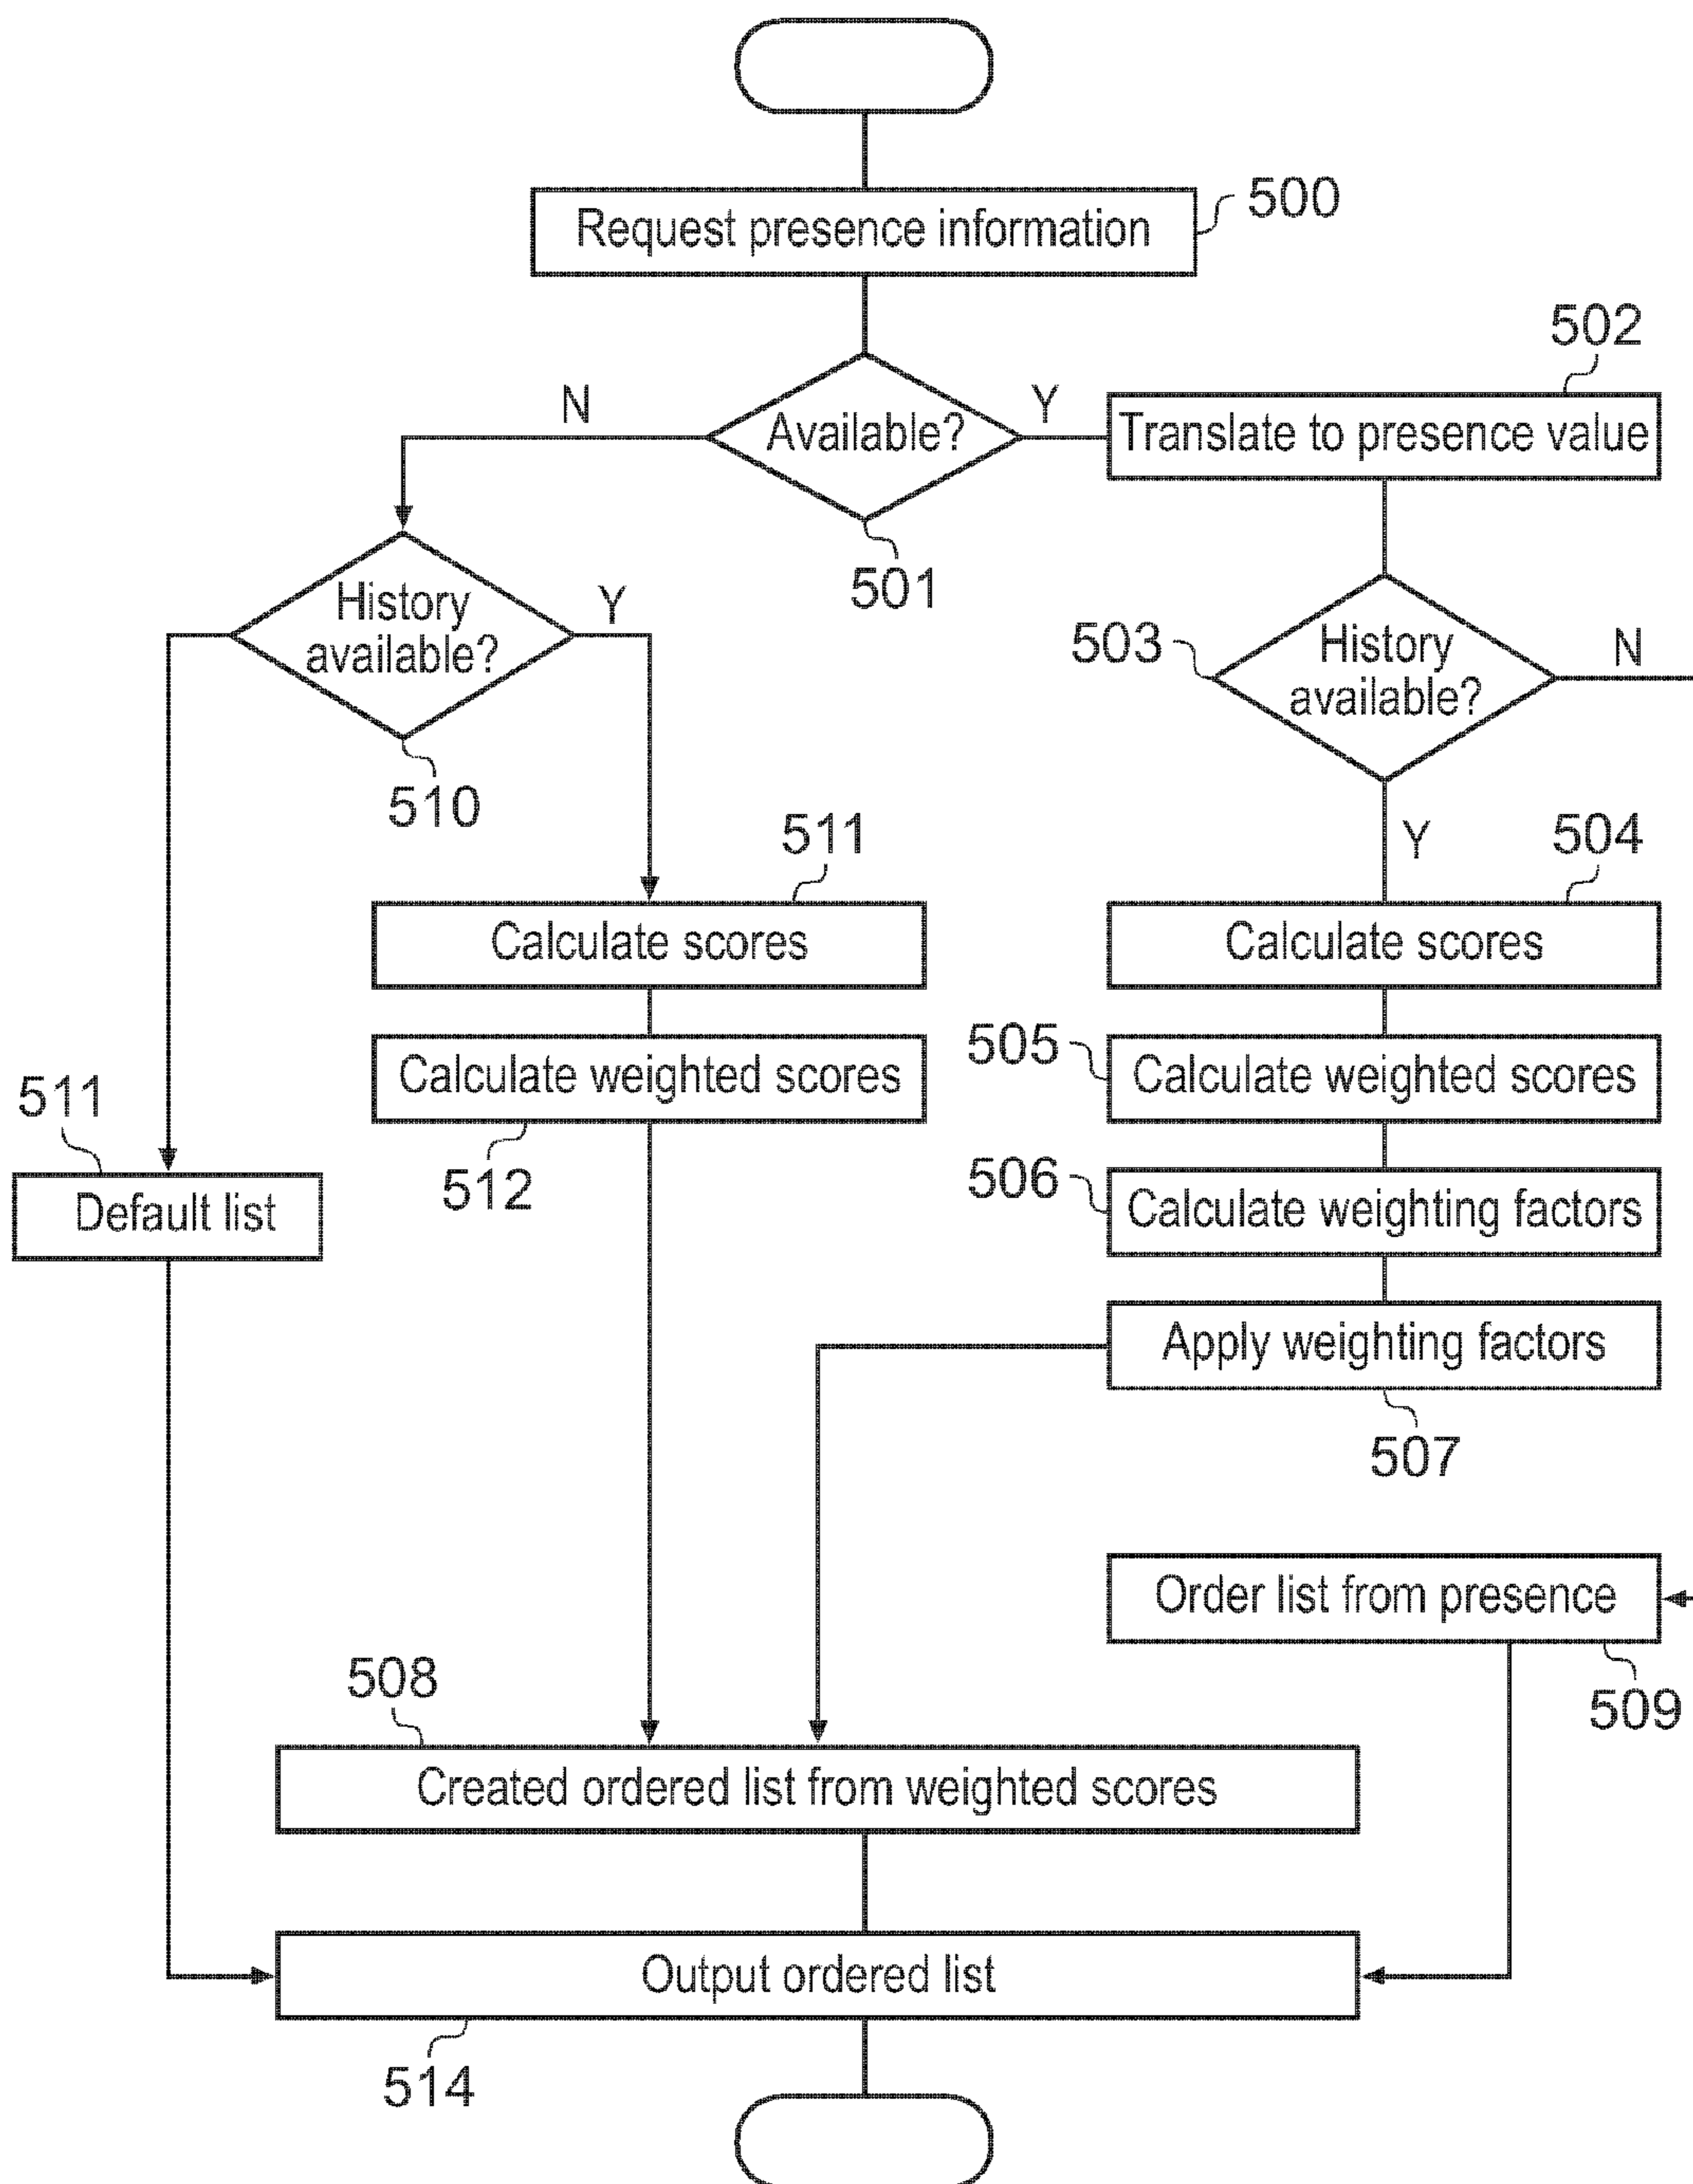 500
Request presence information
502
N
Available?
Y
Translate to presence value
501
History
available?
Y
510
503
History
available?
N
Y
511
504
Calculate scores
Calculate scores
505
Calculate weighted scores
Calculate weighted scores
511
512
506
Default list
Calculate weighting factors
Apply weighting factors
507
Order list from presence
509
508
Created ordered list from weighted scores
Output ordered list
514